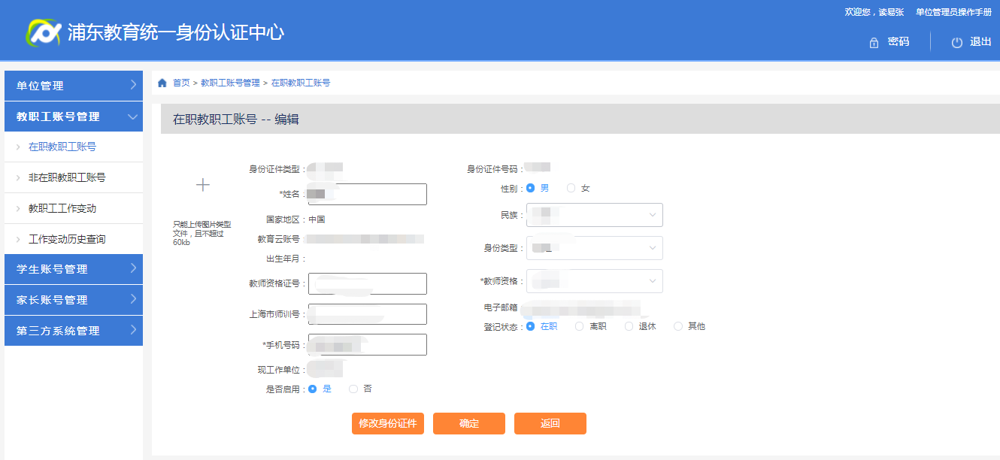 欢迎您，读易张 单位管理员操作手册
浦东教育统一身份认证中心
密码 退出
单位管理
教职工账号管理
在职教职工账号
非在职教职工账号
教职工工作变动
工作变动历史查询
学生账号管理
家长账号管理
第三方系统管理
首页 > 教职工账号管理 > 在职教职工账号
在职教职工账号 -- 编辑
只能上传图片类型
文件，且不超过
60kb
身份证件类型：
*姓名：
国家地区：中国
教育云账号
出生年月：
教师资格证号：
上海市师训号：
*手机号码：
现工作单位：
是否启用： 是 否
身份证件号码：
性别： 男 女
民族：
身份类型：
*教师资格：
电子邮箱
登记状态： 在职 离职 退休 其他
修改身份证件 确定 返回